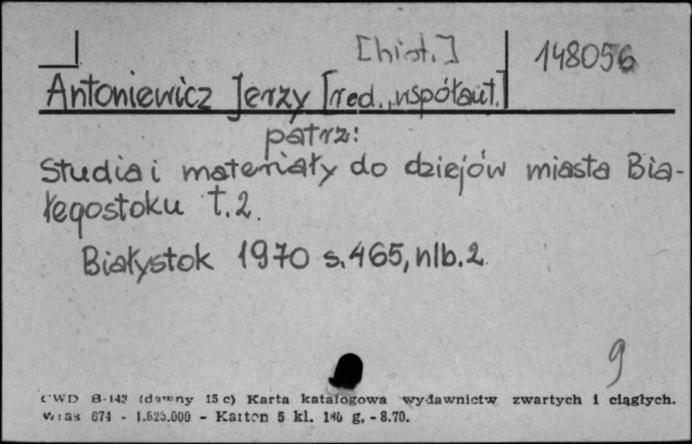 [hist.] 148056
Antoniewicz Jerzy [red., współaut.]
patrz:
Studia i materiały do dziejów miasta Bia-
łegostoku T.2.
Białystok 1970 s.465, nlb.2
9
CWD B-143 (dawny 15 c) Karta katalogowa wydawnictw zwartych i ciągłych.
674 - 1.625.000 - Karton 5 kl. g. - 8.70.